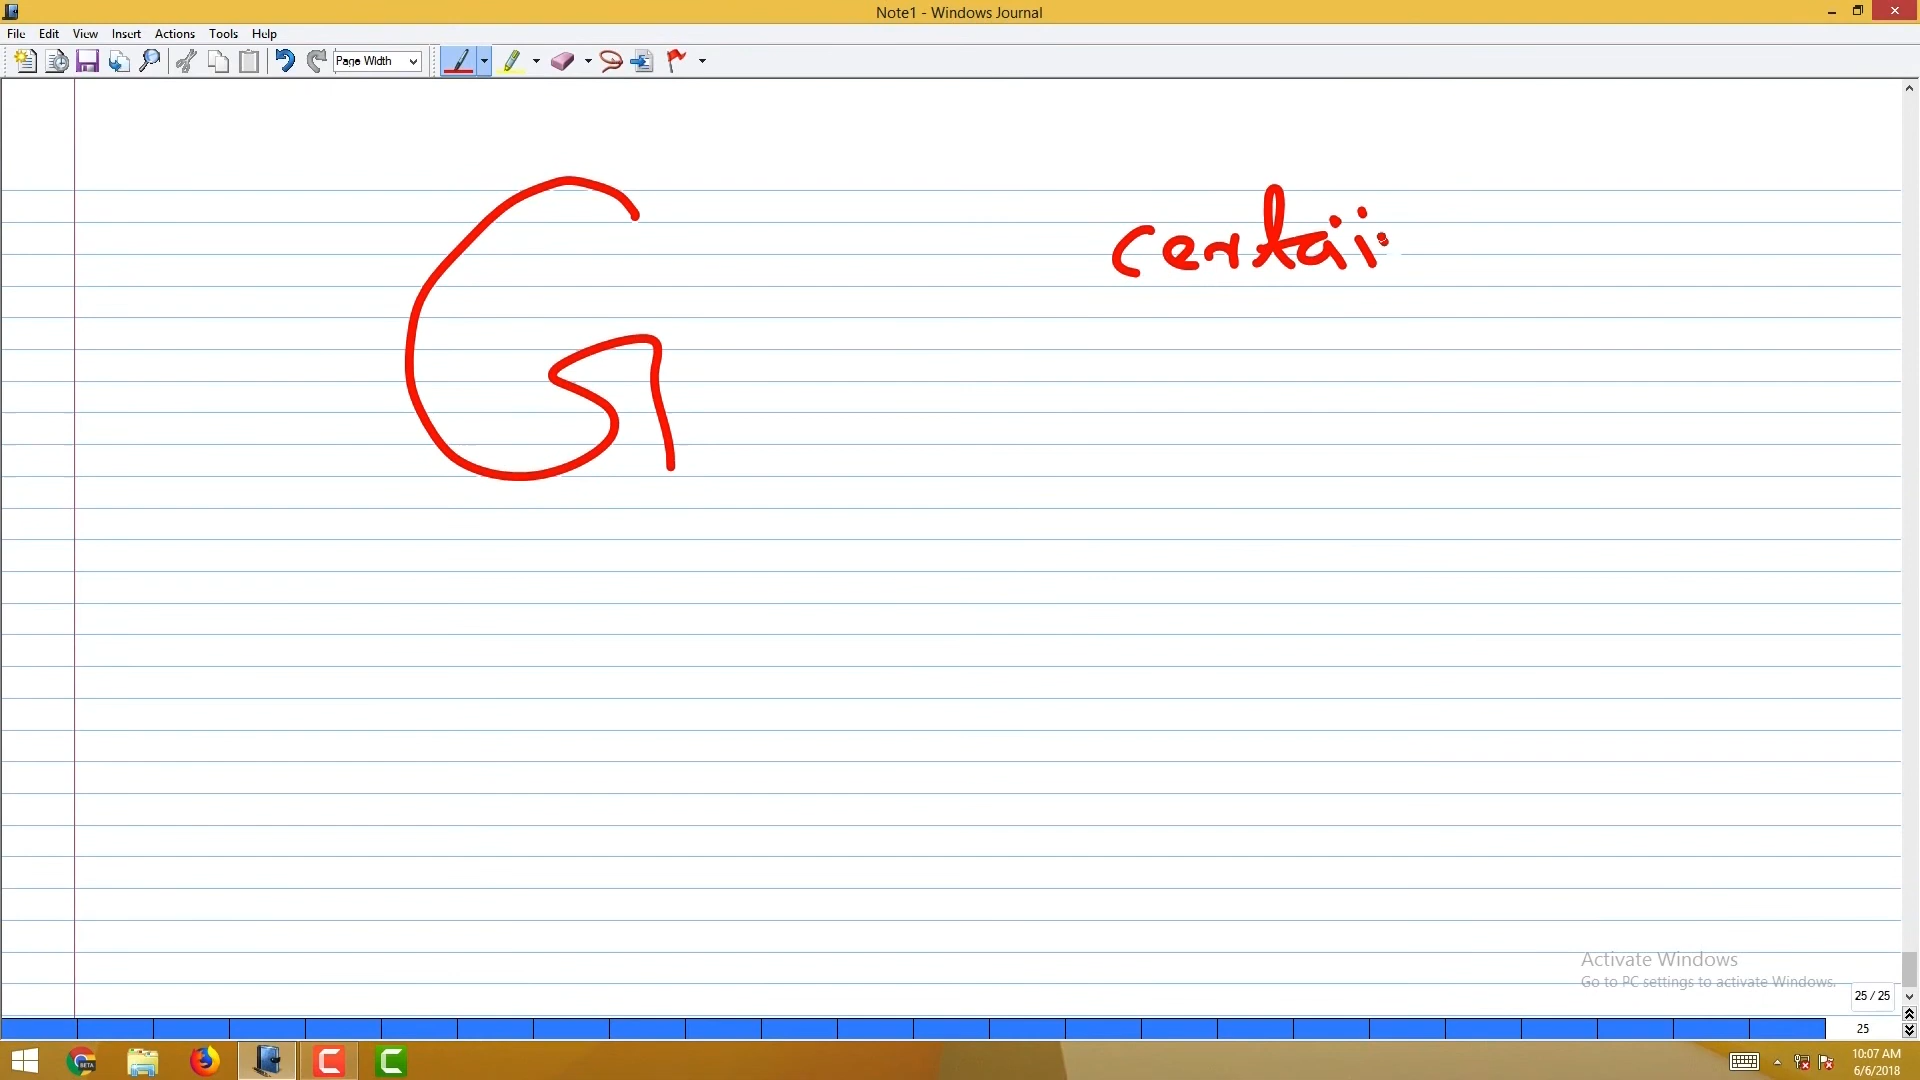 Note1 - Windows Journal
File Edit View Insert Actions Tools Help
Page Width
G
certai
Activate Windows
Go to PC settings to activate Windows.
25 / 25
25
BETA
10:07 AM
6/6/2018